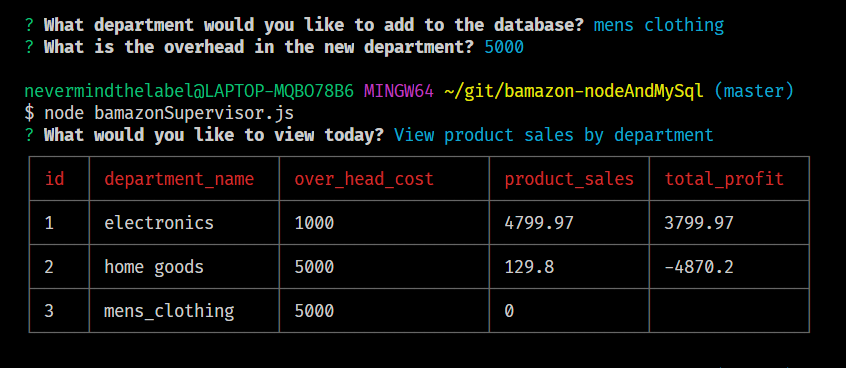 ? What department would you like to add to the database? mens clothing
? What is the overhead in the new department? 5000
nevermindthelabel@LAPTOP-MQBO78B6 MINGW64 ~/git/bamazon-nodeAndMySql (master)
$ node bamazonSupervisor.js
? What would you like to view today? View product sales by department
id department_name over_head_cost product_sales total_profit
1 electronics 1000 4799.97 3799.97
2 home goods 5000 129.8 -4870.2
3 mens_clothing 5000 0